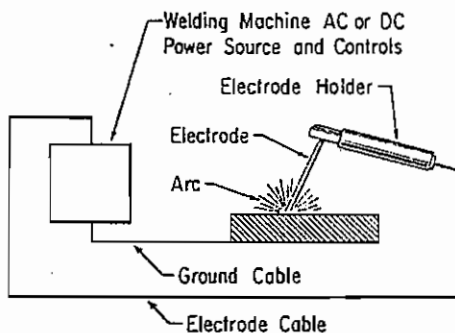 Welding Machine AC or DC
Power Source and Controls
Electrode Holder
Electrode
Arc
Ground Cable
Electrode Cable